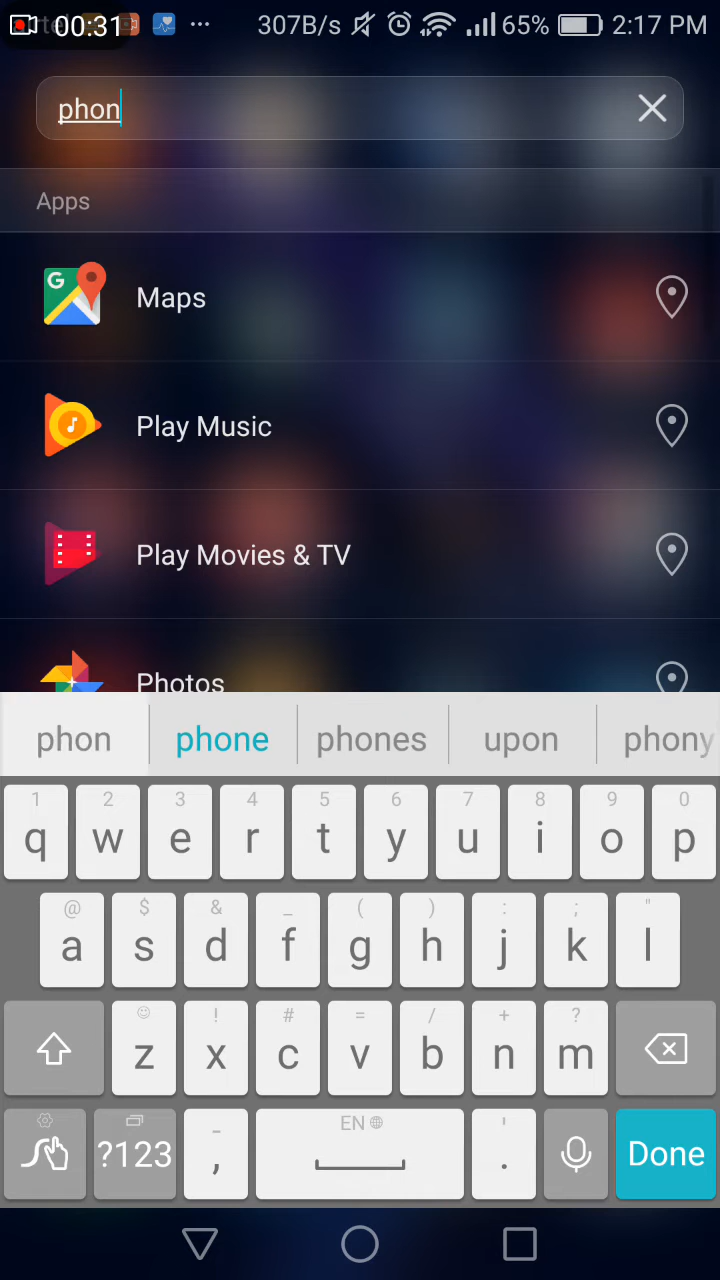 00:31 307B/s 65% 2:17 PM
phon
Apps
G
Maps
Play Music
Play Movies & TV
Photos
phon phone phones upon phony
1 2 3 4 5 6 7 8 9 0
q w e r t y u i o p
@ $ & _ ( ) : ; "
a s d f g h j k l
! # = / + ?
z x c v b n m
EN
?123 , . Done